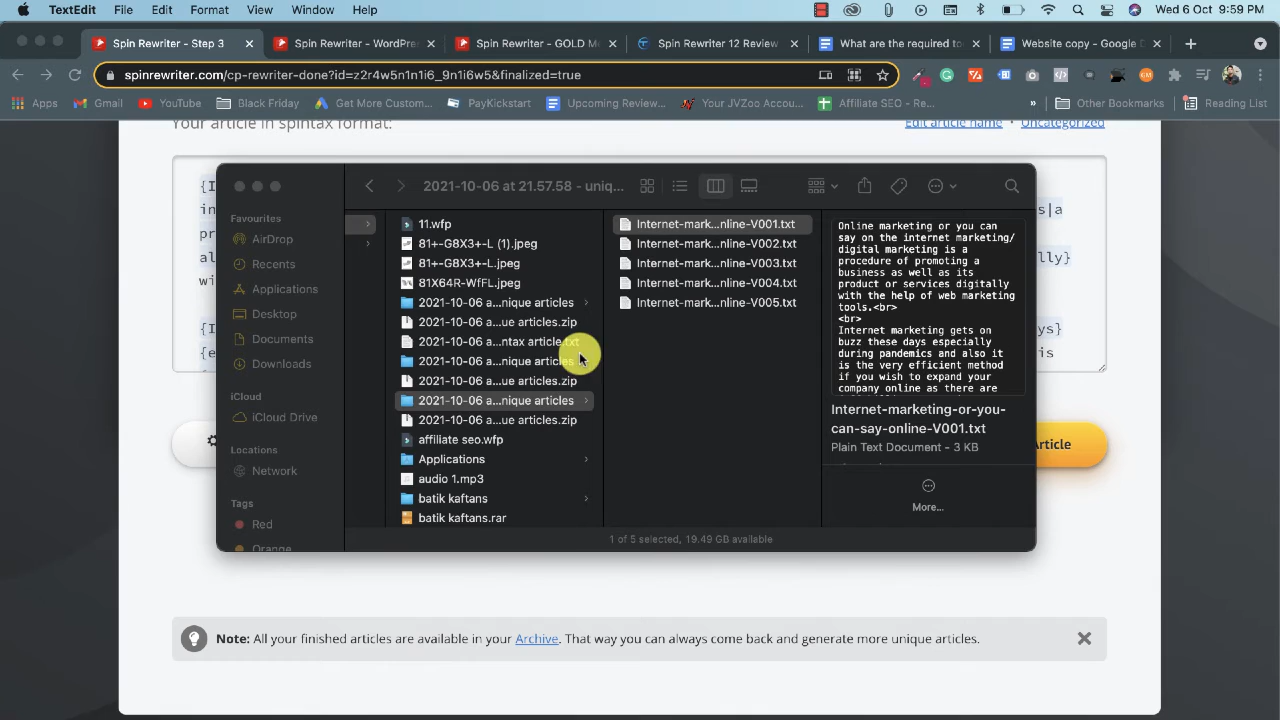 TextEdit File Edit Format View Window Help Wed 6 Oct 9:59 PM
Spin Rewriter - Step 3 Spin Rewriter - WordPre Spin Rewriter - GOLD M Spin Rewriter 12 Review What are the required to Website copy - Google D
spinrewriter.com/cp-rewriter-done?id=z2r4w5n1n1i6_9n1i6w5&finalized=true
Apps Gmail YouTube Black Friday Get More Custom... PayKickstart Upcoming Review... Your JVZoo Accou... Affiliate SEO - Re... » Other Bookmarks Reading List
Your article in spintax format: Edit article name • Uncategorized
2021-10-06 at 21.57.58 - uniq...
Favourites
AirDrop
Recents
Applications
Desktop
Documents
Downloads
iCloud
iCloud Drive
Locations
Network
Tags
Red
Orange
11.wfp
81+-G8X3+-L (1).jpeg
81+-G8X3+-L.jpeg
81X64R-WfFL.jpeg
2021-10-06 a...nique articles
2021-10-06 a...ue articles.zip
2021-10-06 a...ntax article.txt
2021-10-06 a...nique articles
2021-10-06 a...ue articles.zip
2021-10-06 a...nique articles
2021-10-06 a...ue articles.zip
affiliate seo.wfp
Applications
audio 1.mp3
batik kaftans
batik kaftans.rar
Internet-mark...nline-V001.txt
Internet-mark...nline-V002.txt
Internet-mark...nline-V003.txt
Internet-mark...nline-V004.txt
Internet-mark...nline-V005.txt
Online marketing or you can
say on the internet marketing/
digital marketing is a
procedure of promoting a
business as well as its
product or services digitally
with the help of web marketing
tools.<br>
<br>
Internet marketing gets on
buzz these days especially
during pandemics and also it
is the very efficient method
if you wish to expand your
company online as there are
Internet-marketing-or-you-
can-say-online-V001.txt
Plain Text Document - 3 KB
More...
1 of 5 selected, 19.49 GB available
{I
in
pr
al
wi
{I
{e
s|a
lly}
ys}
is
Article
Note: All your finished articles are available in your Archive. That way you can always come back and generate more unique articles.